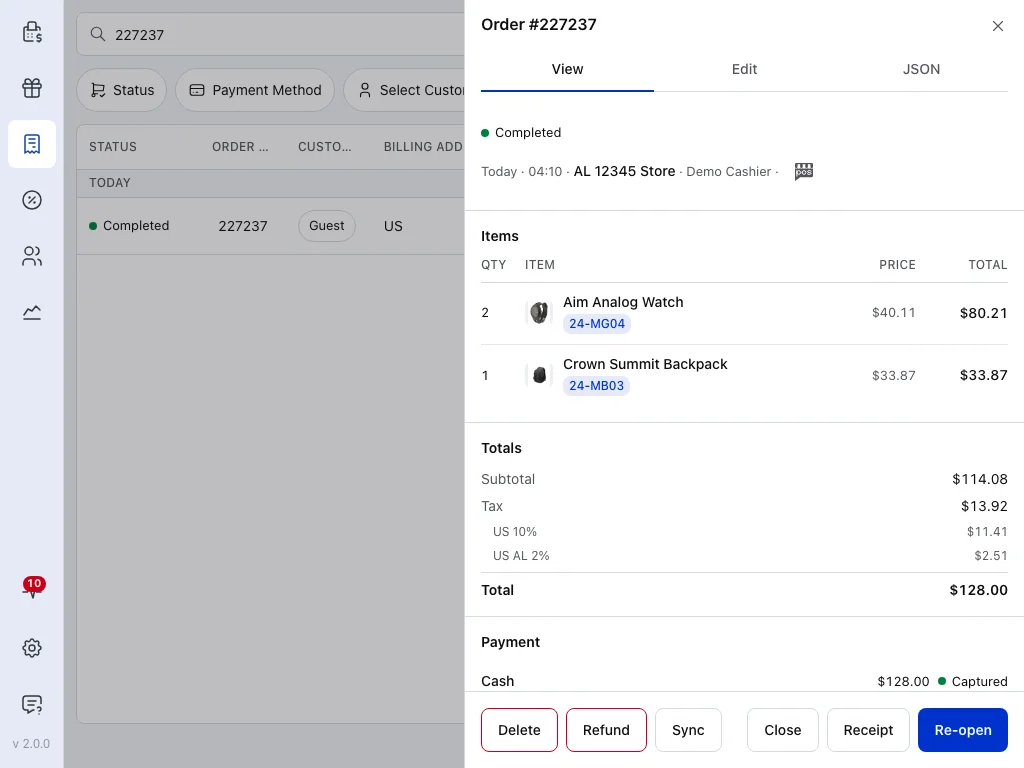 227237
Status
Payment Method
Select Custo
STATUS
ORDER ...
CUSTO...
BILLING ADD
TODAY
Completed
227237
Guest
US
10
v 2.0.0
Order #227237
View
Edit
JSON
Completed
Today · 04:10 · AL 12345 Store · Demo Cashier ·
pos
Items
QTY
ITEM
PRICE
TOTAL
2
Aim Analog Watch
24-MG04
$40.11
$80.21
1
Crown Summit Backpack
24-MB03
$33.87
$33.87
Totals
Subtotal
$114.08
Tax
$13.92
US 10%
$11.41
US AL 2%
$2.51
Total
$128.00
Payment
Cash
$128.00
Captured
Delete
Refund
Sync
Close
Receipt
Re-open